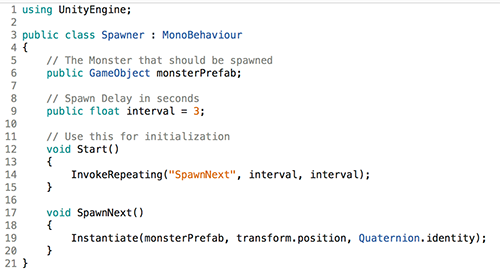 1 using UnityEngine;
2
3 public class Spawner : MonoBehaviour
4 {
5     // The Monster that should be spawned
6     public GameObject monsterPrefab;
7
8     // Spawn Delay in seconds
9     public float interval = 3;
10
11     // Use this for initialization
12     void Start()
13     {
14         InvokeRepeating("SpawnNext", interval, interval);
15     }
16
17     void SpawnNext()
18     {
19         Instantiate(monsterPrefab, transform.position, Quaternion.identity);
20     }
21 }